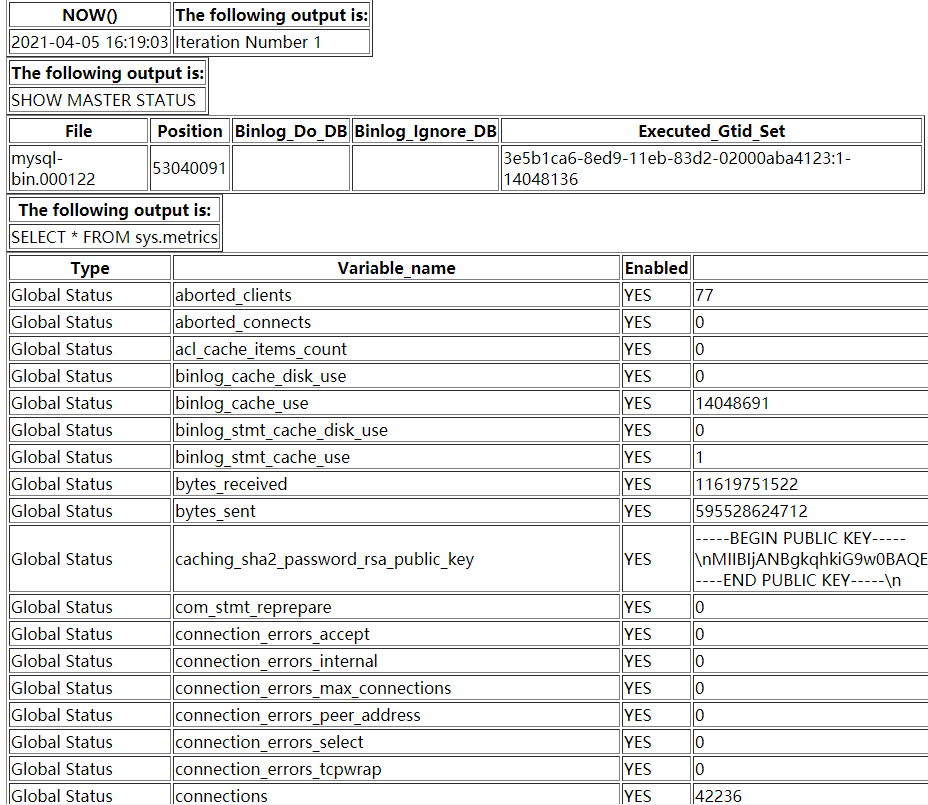 NOW() The following output is:
2021-04-05 16:19:03 Iteration Number 1
The following output is:
SHOW MASTER STATUS
File Position Binlog_Do_DB Binlog_Ignore_DB Executed_Gtid_Set
mysql-bin.000122 53040091 3e5b1ca6-8ed9-11eb-83d2-02000aba4123:1-14048136
The following output is:
SELECT * FROM sys.metrics
Type Variable_name Enabled
Global Status aborted_clients YES 77
Global Status aborted_connects YES 0
Global Status acl_cache_items_count YES 0
Global Status binlog_cache_disk_use YES 0
Global Status binlog_cache_use YES 14048691
Global Status binlog_stmt_cache_disk_use YES 0
Global Status binlog_stmt_cache_use YES 1
Global Status bytes_received YES 11619751522
Global Status bytes_sent YES 595528624712
Global Status caching_sha2_password_rsa_public_key YES -----BEGIN PUBLIC KEY-----
\nMIIBIjANBgkqhkiG9w0BAQE
----END PUBLIC KEY-----\n
Global Status com_stmt_reprepare YES 0
Global Status connection_errors_accept YES 0
Global Status connection_errors_internal YES 0
Global Status connection_errors_max_connections YES 0
Global Status connection_errors_peer_address YES 0
Global Status connection_errors_select YES 0
Global Status connection_errors_tcpwrap YES 0
Global Status connections YES 42236